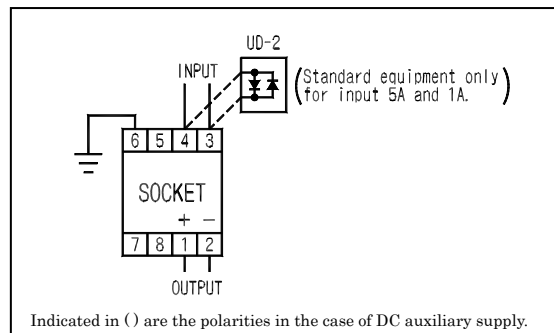 UD-2
INPUT
(Standard equipment only
for input 5A and 1A.)
6 5 4 3
SOCKET
+ −
7 8 1 2
OUTPUT
Indicated in () are the polarities in the case of DC auxiliary supply.